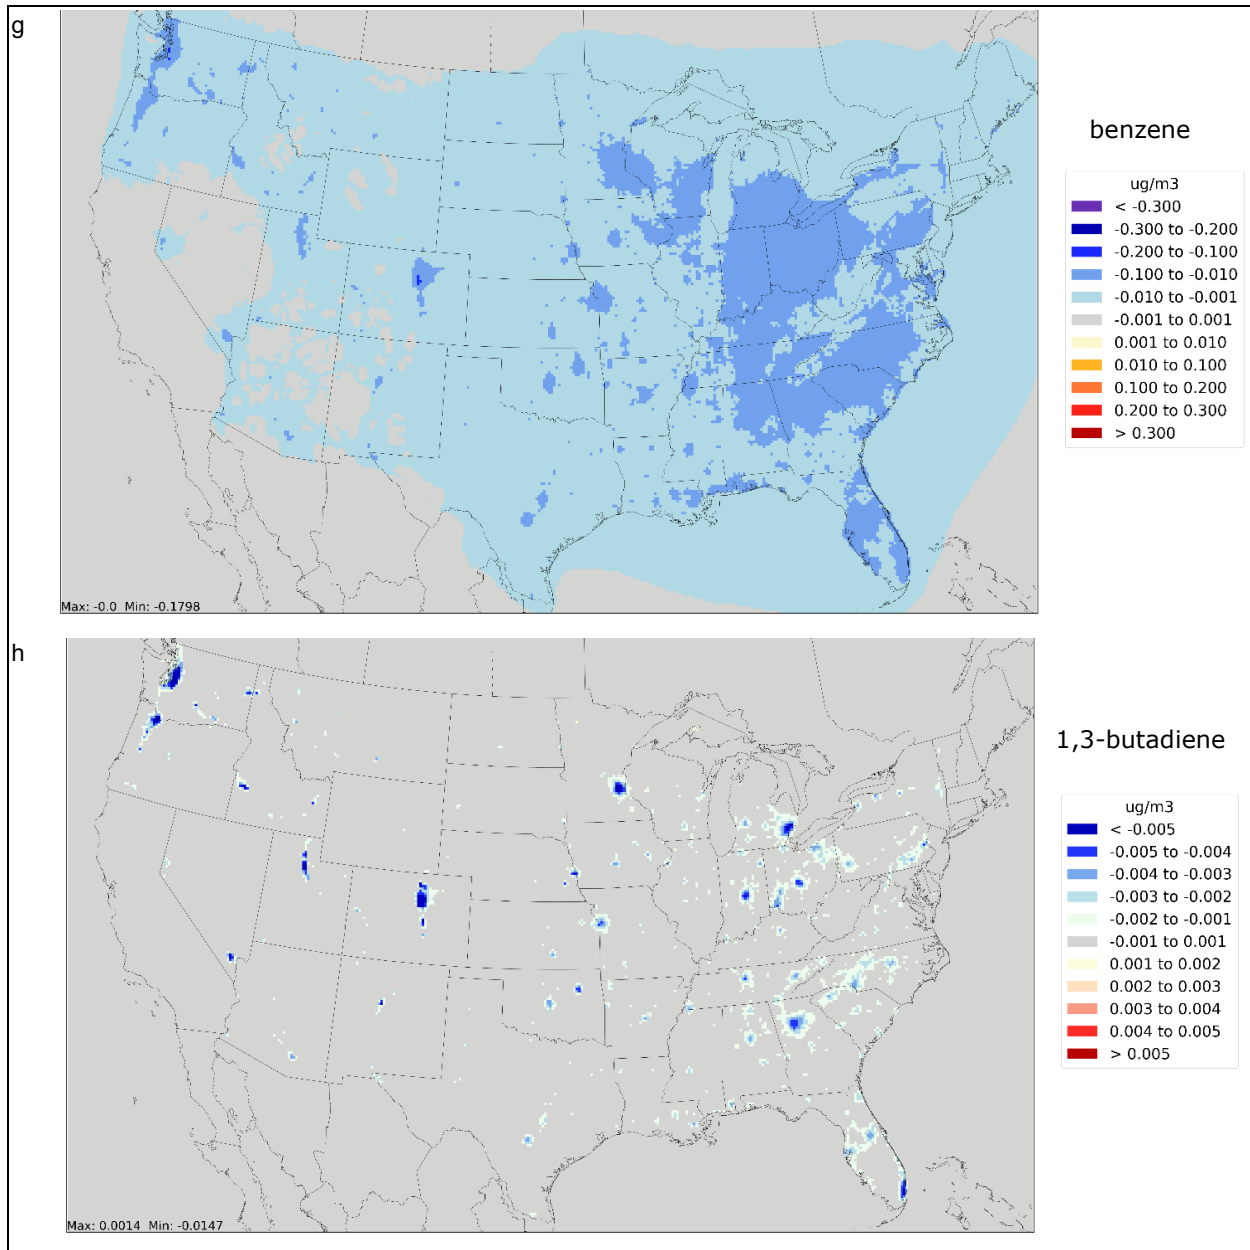 g
benzene
ug/m3
< -0.300
-0.300 to -0.200
-0.200 to -0.100
-0.100 to -0.010
-0.010 to -0.001
-0.001 to 0.001
0.001 to 0.010
0.010 to 0.100
0.100 to 0.200
0.200 to 0.300
> 0.300
Max: -0.0 Min: -0.1798
h
1,3-butadiene
ug/m3
< -0.005
-0.005 to -0.004
-0.004 to -0.003
-0.003 to -0.002
-0.002 to -0.001
-0.001 to 0.001
0.001 to 0.002
0.002 to 0.003
0.003 to 0.004
0.004 to 0.005
> 0.005
Max: 0.0014 Min: -0.0147